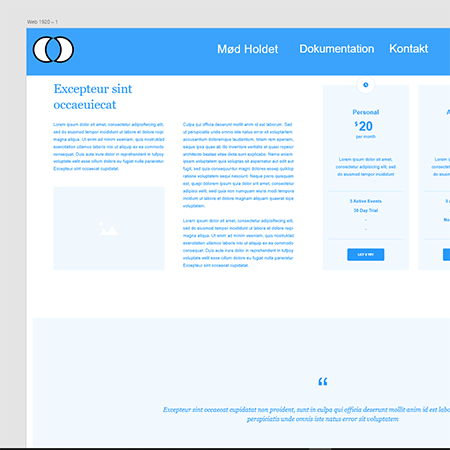 Web 1920 – 1
Mød Holdet
Dokumentation
Kontakt
Excepteur sint
occaeuiecat
Lorem ipsum dolor sit amet, consectetur adipisicing elit,
sed do eiusmod tempor incididunt ut labore et dolore
magna aliqua. Ut enim ad minim veniam, quis nostrud
exercitation ullamco laboris nisi ut aliquip ex ea commodo
consequat. Duis aute irure dolor in reprehenderit in
voluptate velit esse cillum dolore eu fugiat nulla
pariatur.
Culpa qui officia deserunt mollit anim id est laborum. Sed
ut perspiciatis unde omnis iste natus error sit voluptatem
accusantium doloremque laudantium, totam rem aperiam,
eaque ipsa quae ab illo inventore veritatis et quasi
architecto beatae vitae dicta sunt explicabo. Nemo enim
ipsam voluptatem quia voluptas sit aspernatur aut odit aut
fugit, sed quia consequuntur magni dolores eos qui
ratione voluptatem sequi nesciunt. Neque porro quisquam
est, qui dolorem ipsum quia dolor sit amet,
adipisci velit, sed quia non numquam eius modi tempora
incidunt ut labore et dolore magnam aliquam quaerat
voluptatem.
Lorem ipsum dolor sit amet, consectetur adipisicing elit,
sed do eiusmod tempor incididunt ut labore et dolore
magna aliqua. Ut enim ad minim veniam, quis nostrud
exercitation ullamco laboris nisi ut aliquip ex ea commodo
consequat. Duis aute irure dolor in reprehenderit in
voluptate velit esse cillum dolore eu fugiat nulla pariatur.
Excepteur sint occaecat cupidatat.
Personal
$20
per month
Lorem ipsum dolor sit amet,
consectetur adipisicing elit, sed
do eiusmod tempor incididunt
5 Active Events
30 Day Trial
-
-
“
Excepteur sint occaecat cupidatat non proident, sunt in culpa qui officia deserunt mollit anim id est
perspiciatis unde omnis iste natus error sit voluptatem